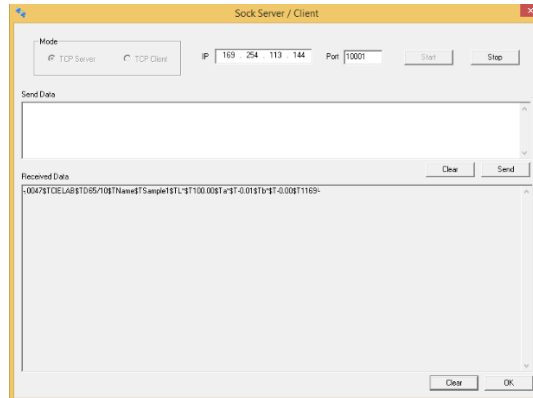 Sock Server / Client
Mode
TCP Server TCP Client
IP 169 . 254 . 113 . 144 Port 10001 Start Stop
Send Data
Clear Send
Received Data
0047$TCIELAB$TD65/10$TName$TSample1$TL*$T100.00$Ta*$T-0.01$Tb*$T-0.00$T1169
Clear OK